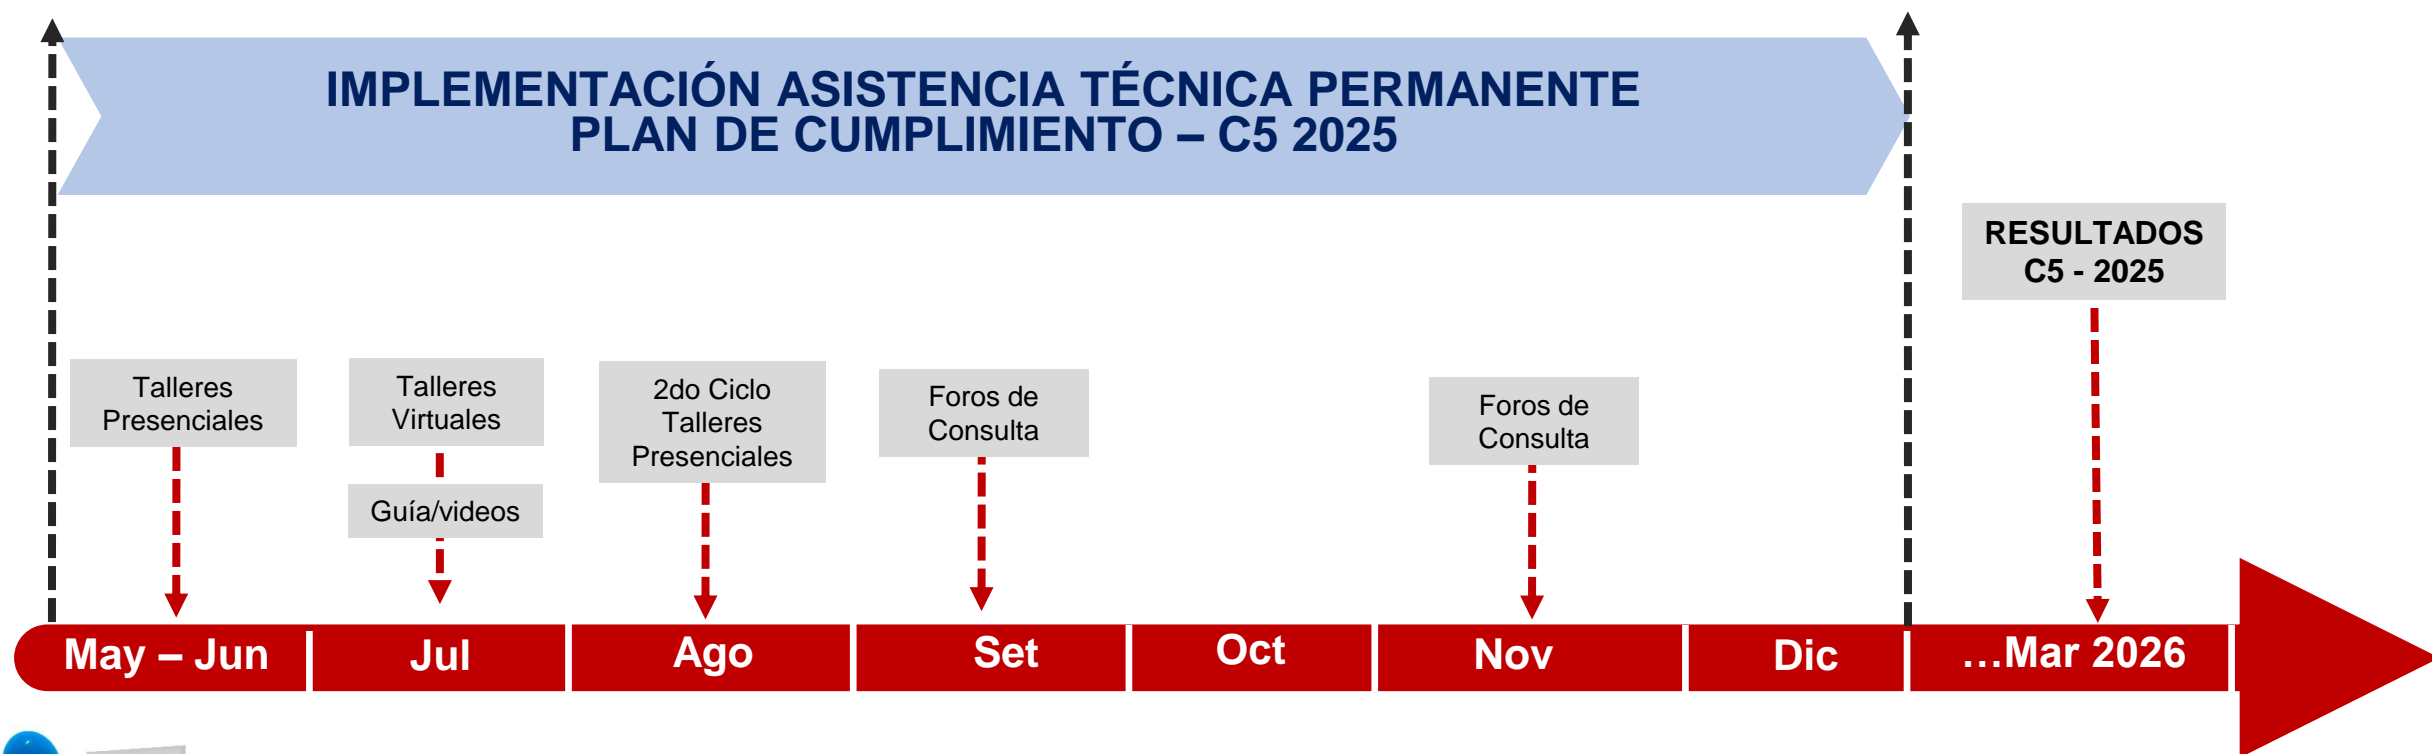 IMPLEMENTACIÓN ASISTENCIA TÉCNICA PERMANENTE
PLAN DE CUMPLIMIENTO – C5 2025
RESULTADOS
C5 - 2025
Talleres
Presenciales
Talleres
Virtuales
Guía/videos
2do Ciclo
Talleres
Presenciales
Foros de
Consulta
Foros de
Consulta
May – Jun
Jul
Ago
Set
Oct
Nov
Dic
...Mar 2026